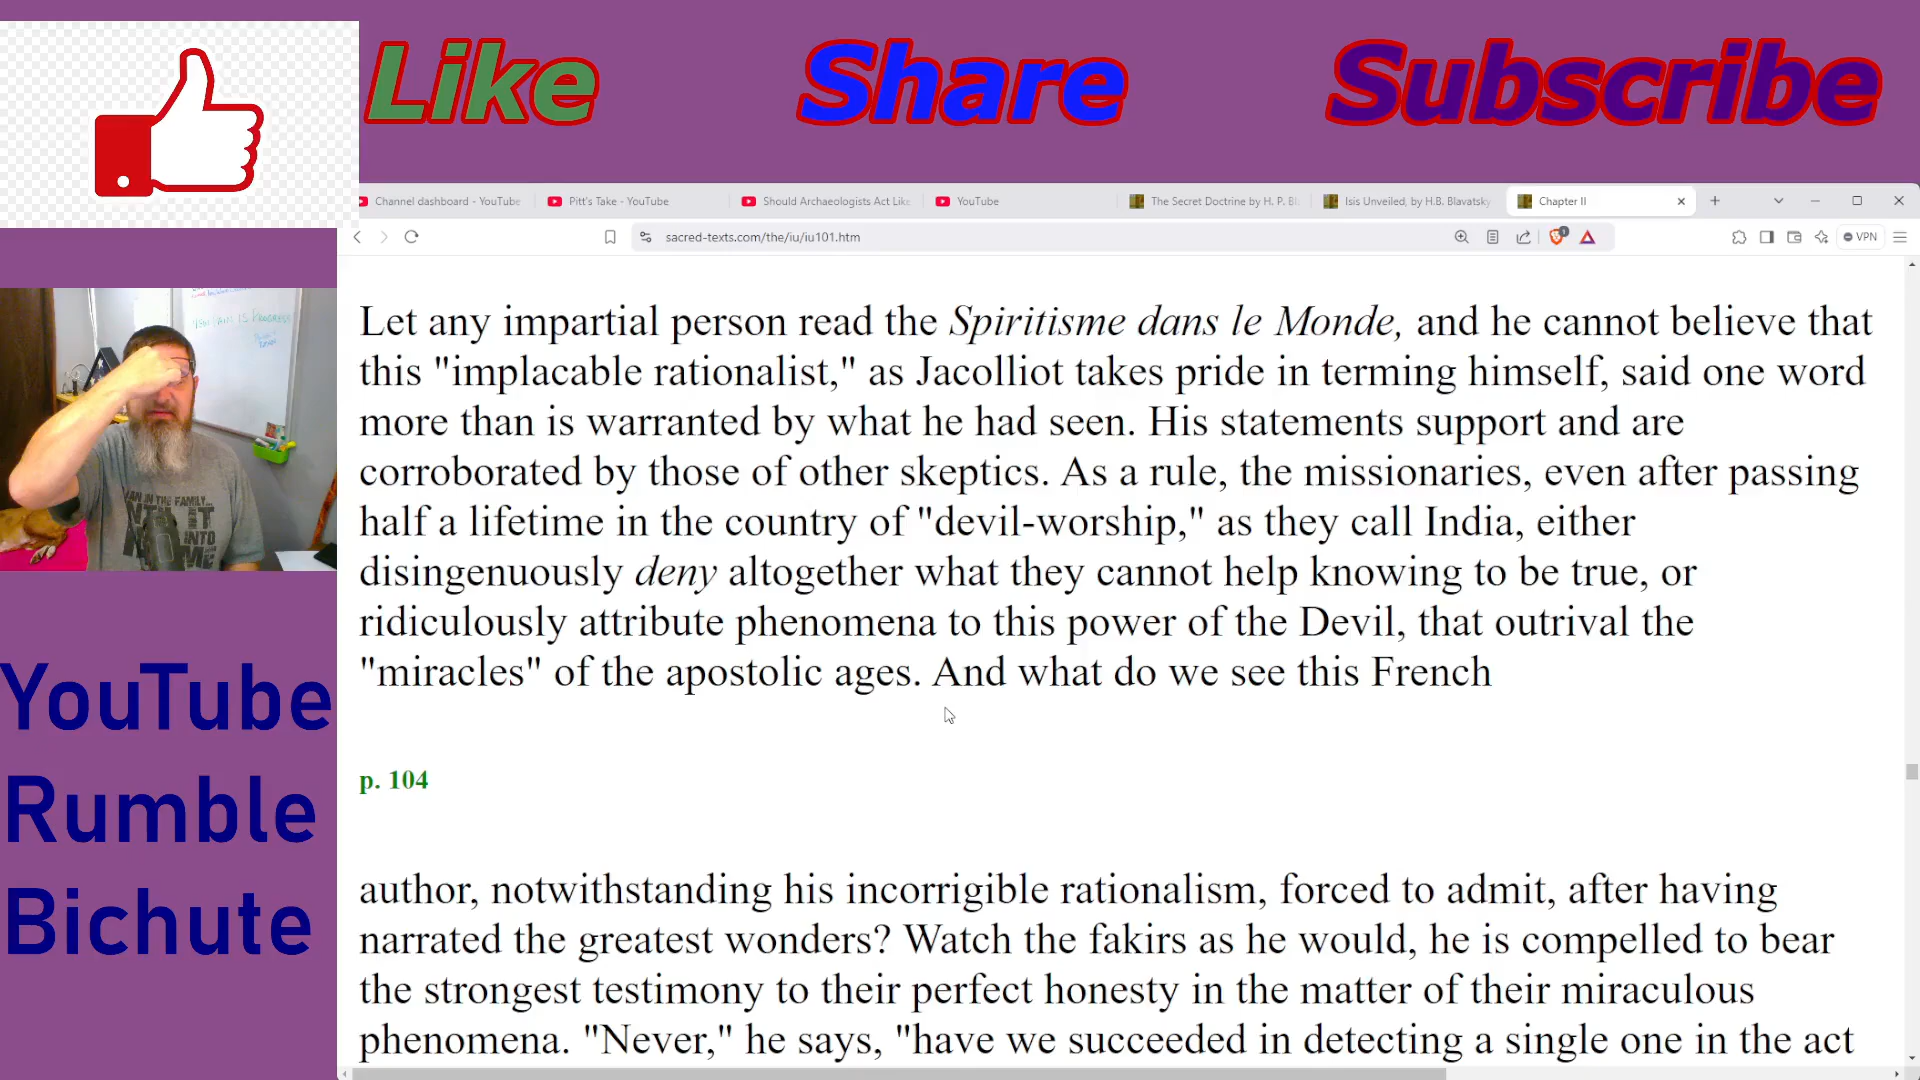 Like Share Subscribe
Channel dashboard - YouTube
Pitt's Take - YouTube
Should Archaeologists Act Like
YouTube
The Secret Doctrine by H. P. Bl
Isis Unveiled, by H.B. Blavatsky
Chapter II
sacred-texts.com/the/iu/iu101.htm
1
VPN
Let any impartial person read the Spiritisme dans le Monde, and he cannot believe that
this "implacable rationalist," as Jacolliot takes pride in terming himself, said one word
more than is warranted by what he had seen. His statements support and are
corroborated by those of other skeptics. As a rule, the missionaries, even after passing
half a lifetime in the country of "devil-worship," as they call India, either
disingenuously deny altogether what they cannot help knowing to be true, or
ridiculously attribute phenomena to this power of the Devil, that outrival the
"miracles" of the apostolic ages. And what do we see this French
p. 104
author, notwithstanding his incorrigible rationalism, forced to admit, after having
narrated the greatest wonders? Watch the fakirs as he would, he is compelled to bear
the strongest testimony to their perfect honesty in the matter of their miraculous
phenomena. "Never," he says, "have we succeeded in detecting a single one in the act
YouTube
Rumble
Bichute